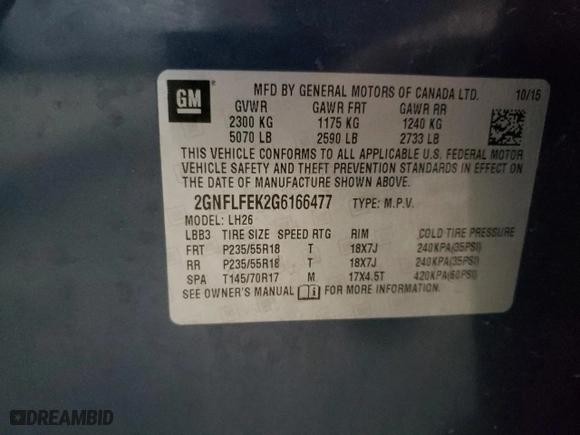 GM
MFD BY GENERAL MOTORS OF CANADA LTD. 10/15
GVWR GAWR FRT GAWR RR
2300 KG 1175 KG 1240 KG
5070 LB 2590 LB 2733 LB
THIS VEHICLE CONFORMS TO ALL APPLICABLE U.S. FEDERAL MOTOR
VEHICLE SAFETY AND THEFT PREVENTION STANDARDS IN EFFECT ON
THE DATE OF MANUFACTURE SHOWN ABOVE.
2GNFLFEK2G6166477 TYPE: M.P.V.
MODEL: LH26
LBB3 TIRE SIZE SPEED RTG RIM COLD TIRE PRESSURE
FRT P235/55R18 T 18X7J 240KPA(35PSI)
RR P235/55R18 T 18X7J 240KPA(35PSI)
SPA T145/70R17 M 17X4.5T 420KPA(60PSI)
SEE OWNER'S MANUAL FOR MORE INFORMATION.
DREAMBID